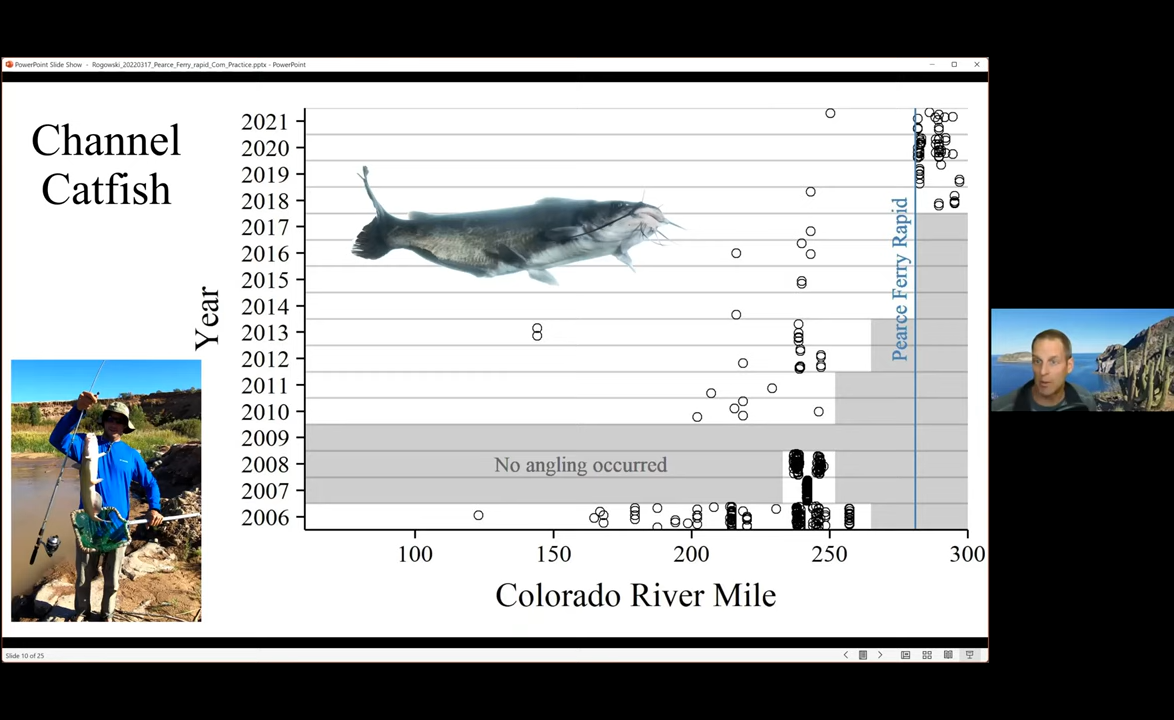 PowerPoint Slide Show - Rogowski_20220317_Pearce_Ferry_rapid_Com_Practice.pptx - PowerPoint
Channel
Catfish
Year
2021
2020
2019
2018
2017
2016
2015
2014
2013
2012
2011
2010
2009
2008
2007
2006
No angling occurred
Pearce Ferry Rapid
100 150 200 250 300
Colorado River Mile
Slide 10 of 25